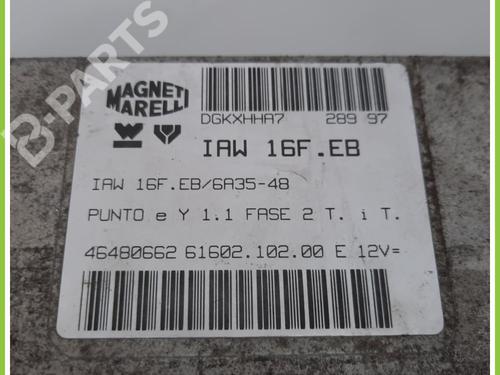 B-PARTS
MAGNETI
MARELLI
DGKXHHA7 289 97
IAW 16F.EB
IAW 16F.EB/6A35-48
PUNTO e Y 1.1 FASE 2 T. i T.
46480662 61602.102.00 E 12V=